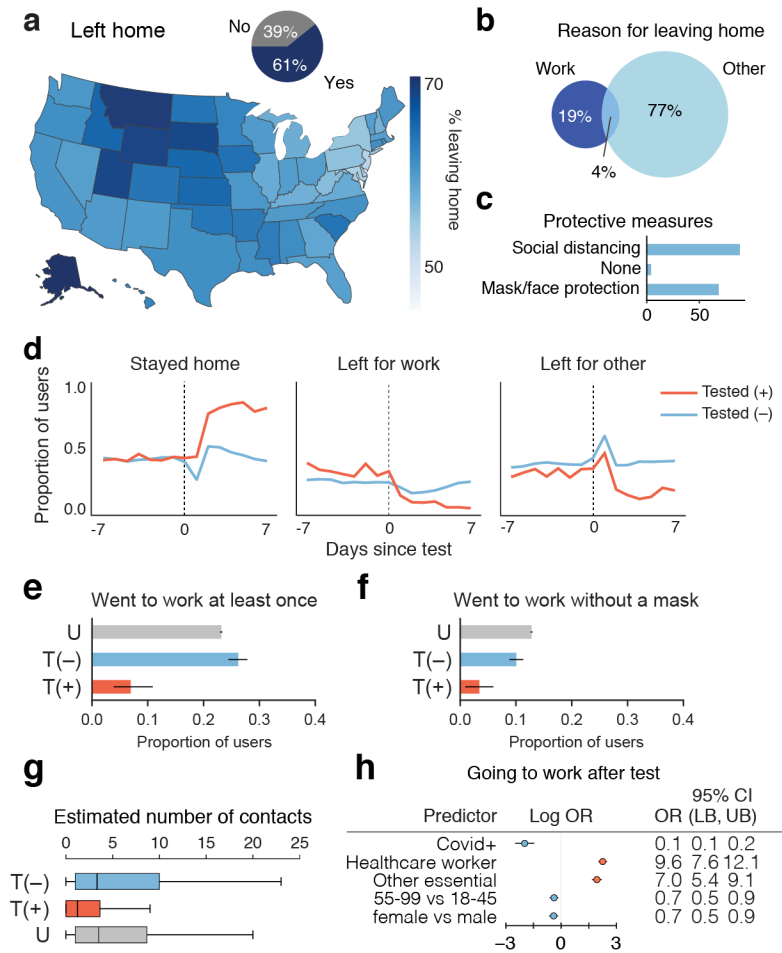 a
Left home
No
39%
61%
Yes
70
% leaving home
50
b
Reason for leaving home
Work
Other
19%
77%
4%
c
Protective measures
Social distancing
None
Mask/face protection
0 50
d
Stayed home
Left for work
Left for other
Proportion of users
1.0
0.5
0.0
-7 0 7
-7 0 7
-7 0 7
Days since test
Tested (+)
Tested (–)
e
Went to work at least once
U
T(–)
T(+)
0.0 0.1 0.2 0.3 0.4
Proportion of users
f
Went to work without a mask
U
T(–)
T(+)
0.0 0.1 0.2 0.3 0.4
Proportion of users
g
Estimated number of contacts
0 5 10 15 20 25
T(–)
T(+)
U
h
Going to work after test
95% CI
Predictor Log OR OR (LB, UB)
Covid+ 0.1 0.1 0.2
Healthcare worker 9.6 7.6 12.1
Other essential 7.0 5.4 9.1
55-99 vs 18-45 0.7 0.5 0.9
female vs male 0.7 0.5 0.9
−3 0 3